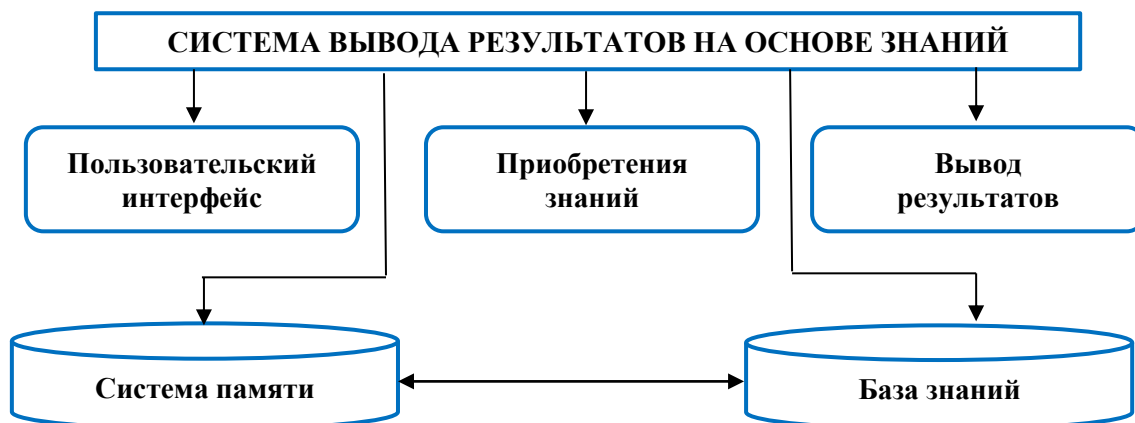 СИСТЕМА ВЫВОДА РЕЗУЛЬТАТОВ НА ОСНОВЕ ЗНАНИЙ
Пользовательский
интерфейс
Приобретения
знаний
Вывод
результатов
Система памяти
База знаний